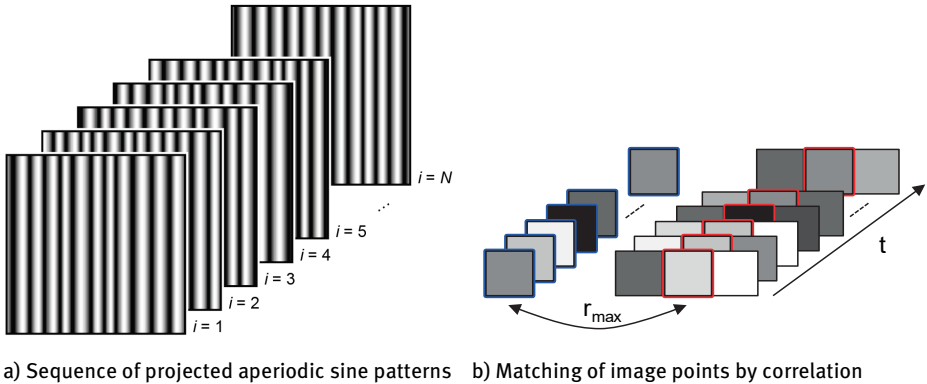 i = N
...
i = 5
i = 4
i = 3
i = 2
i = 1
t
r_max
a) Sequence of projected aperiodic sine patterns
b) Matching of image points by correlation